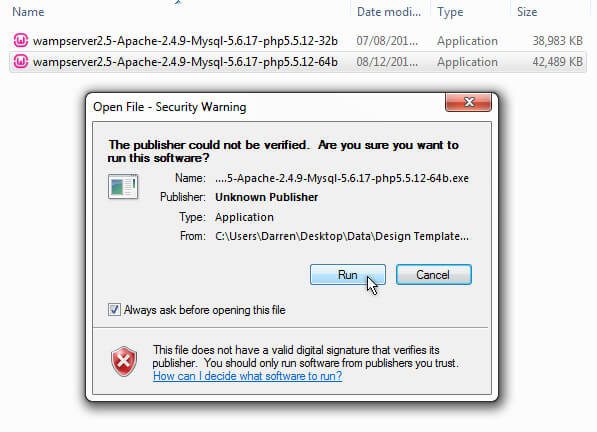 Name Date modi... Type Size
wampserver2.5-Apache-2.4.9-Mysql-5.6.17-php5.5.12-32b 07/08/201... Application 38,983 KB
wampserver2.5-Apache-2.4.9-Mysql-5.6.17-php5.5.12-64b 08/12/201... Application 42,489 KB
Open File - Security Warning
The publisher could not be verified. Are you sure you want to
run this software?
Name: ....5-Apache-2.4.9-Mysql-5.6.17-php5.5.12-64b.exe
Publisher: Unknown Publisher
Type: Application
From: C:\Users\Darren\Desktop\Data\Design Template...
Run Cancel
Always ask before opening this file
This file does not have a valid digital signature that verifies its
publisher. You should only run software from publishers you trust.
How can I decide what software to run?